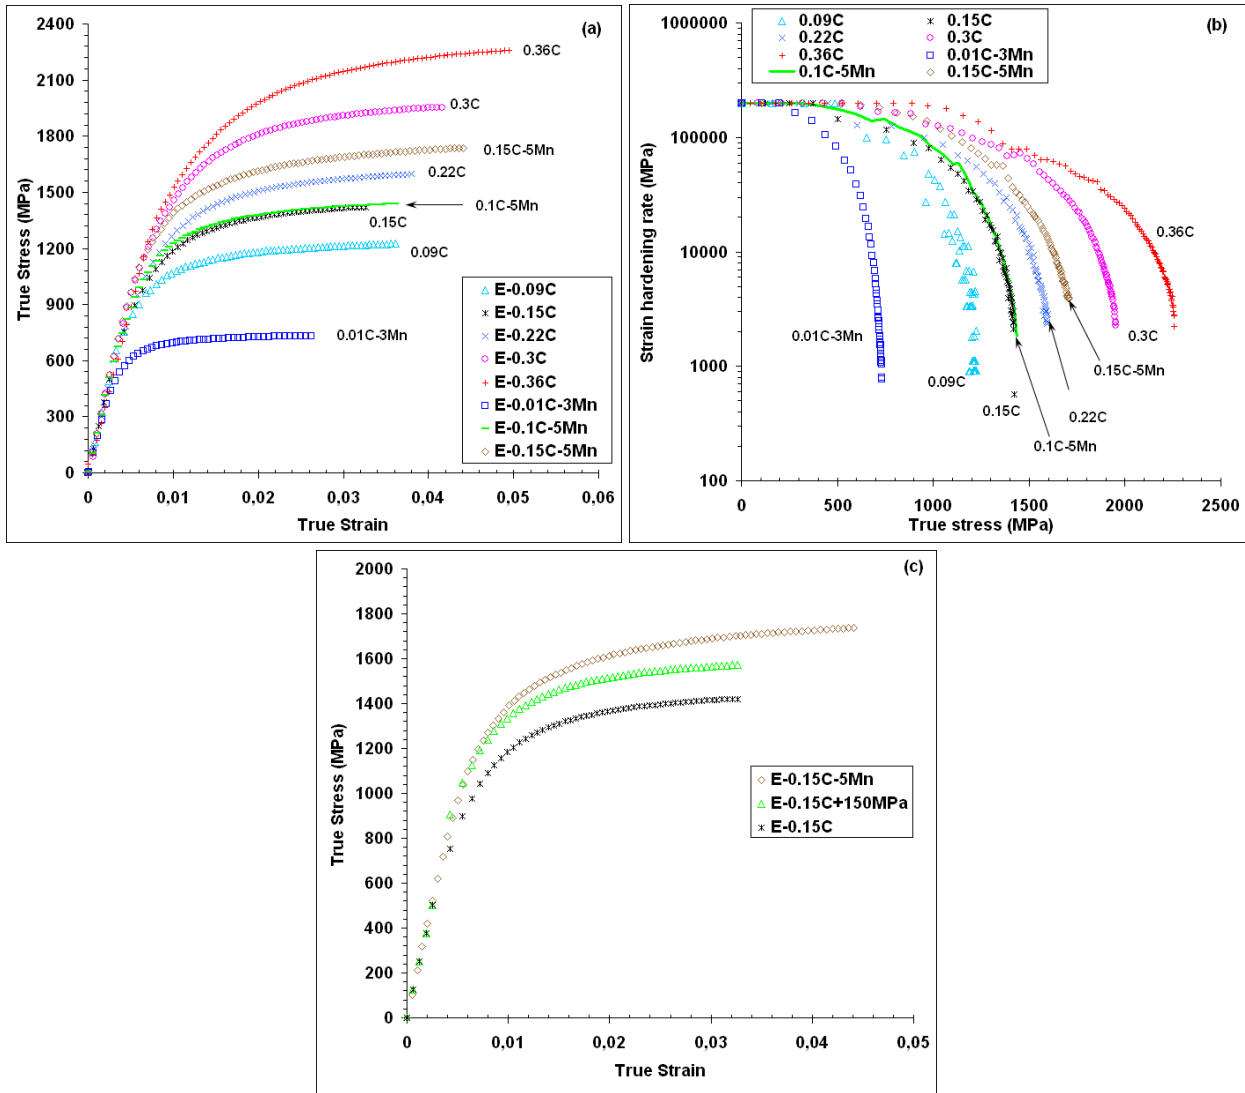 (a)
True Stress (MPa)
2400
2100
1800
1500
1200
900
600
300
0
0
0,01
0,02
0,03
0,04
0,05
0,06
True Strain
0.36C
0.3C
0.15C-5Mn
0.22C
0.1C-5Mn
0.15C
0.09C
0.01C-3Mn
E-0.09C
E-0.15C
E-0.22C
E-0.3C
E-0.36C
E-0.01C-3Mn
E-0.1C-5Mn
E-0.15C-5Mn
(b)
0.09C
0.15C
0.22C
0.3C
0.36C
0.01C-3Mn
0.1C-5Mn
0.15C-5Mn
Strain hardening rate (MPa)
1000000
100000
10000
1000
100
0
500
1000
1500
2000
2500
True stress (MPa)
0.36C
0.01C-3Mn
0.3C
0.15C-5Mn
0.09C
0.15C
0.22C
0.1C-5Mn
(c)
True Stress (MPa)
2000
1800
1600
1400
1200
1000
800
600
400
200
0
0
0,01
0,02
0,03
0,04
0,05
True Strain
E-0.15C-5Mn
E-0.15C+150MPa
E-0.15C